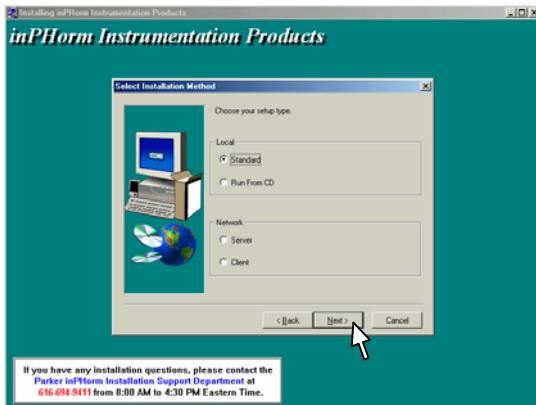 Installing inPHorm Instrumentation Products
inPHorm Instrumentation Products
Select Installation Method
Choose your setup type.
Local
Standard
Run From CD
Network
Server
Client
< Back
Next >
Cancel
If you have any installation questions, please contact the
Parker inPHorm Installation Support Department at
616-694-9411 from 8:00 AM to 4:30 PM Eastern Time.